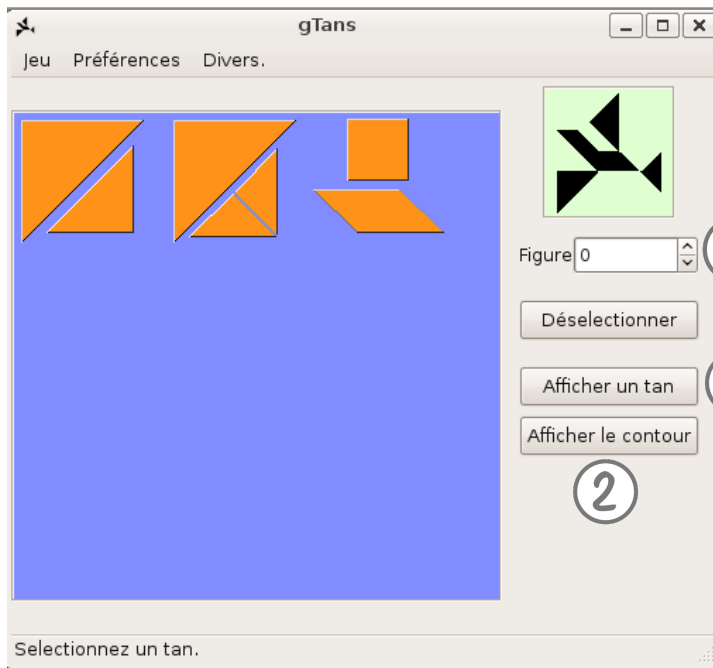 gTans
Jeu Préférences Divers.
Figure 0
Déselectionner
Afficher un tan
Afficher le contour
2
Selectionnez un tan.